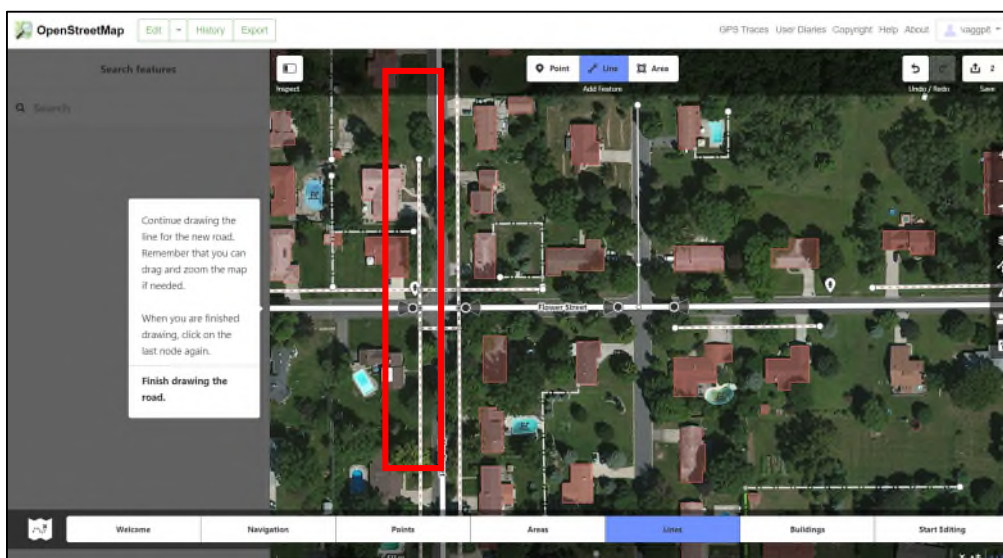 OpenStreetMap Edit History Export GPS Traces User Diaries Copyright Help About vaggpit
Search features
Inspect
Point Line Area
Add Feature
Undo / Redo
2
Save
Search
Continue drawing the
line for the new road.
Remember that you can
drag and zoom the map
if needed.
When you are finished
drawing, click on the
last node again.
Finish drawing the
road.
Flower Street
Welcome Navigation Points Areas Lines Buildings Start Editing